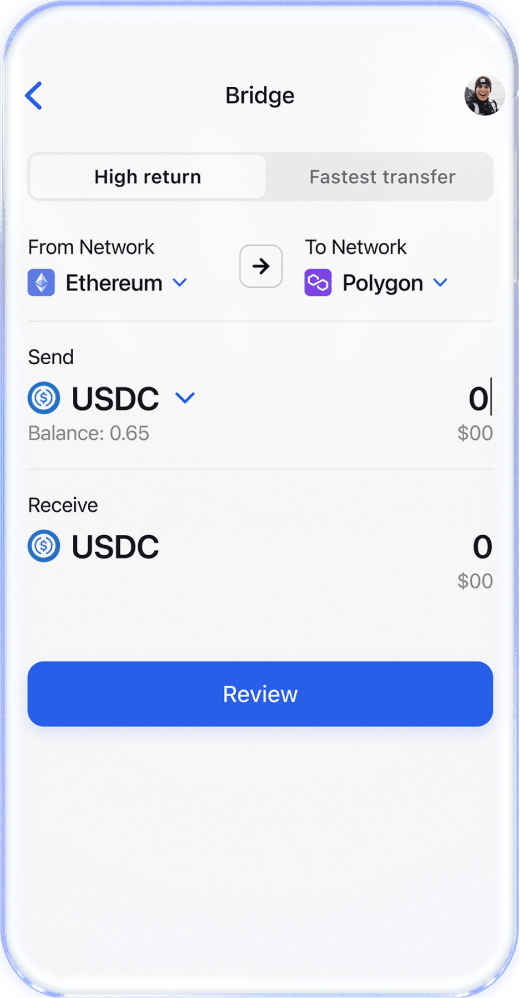 Bridge
High return
Fastest transfer
From Network
To Network
Ethereum
Polygon
Send
USDC
0
Balance: 0.65
$00
Receive
USDC
0
$00
Review